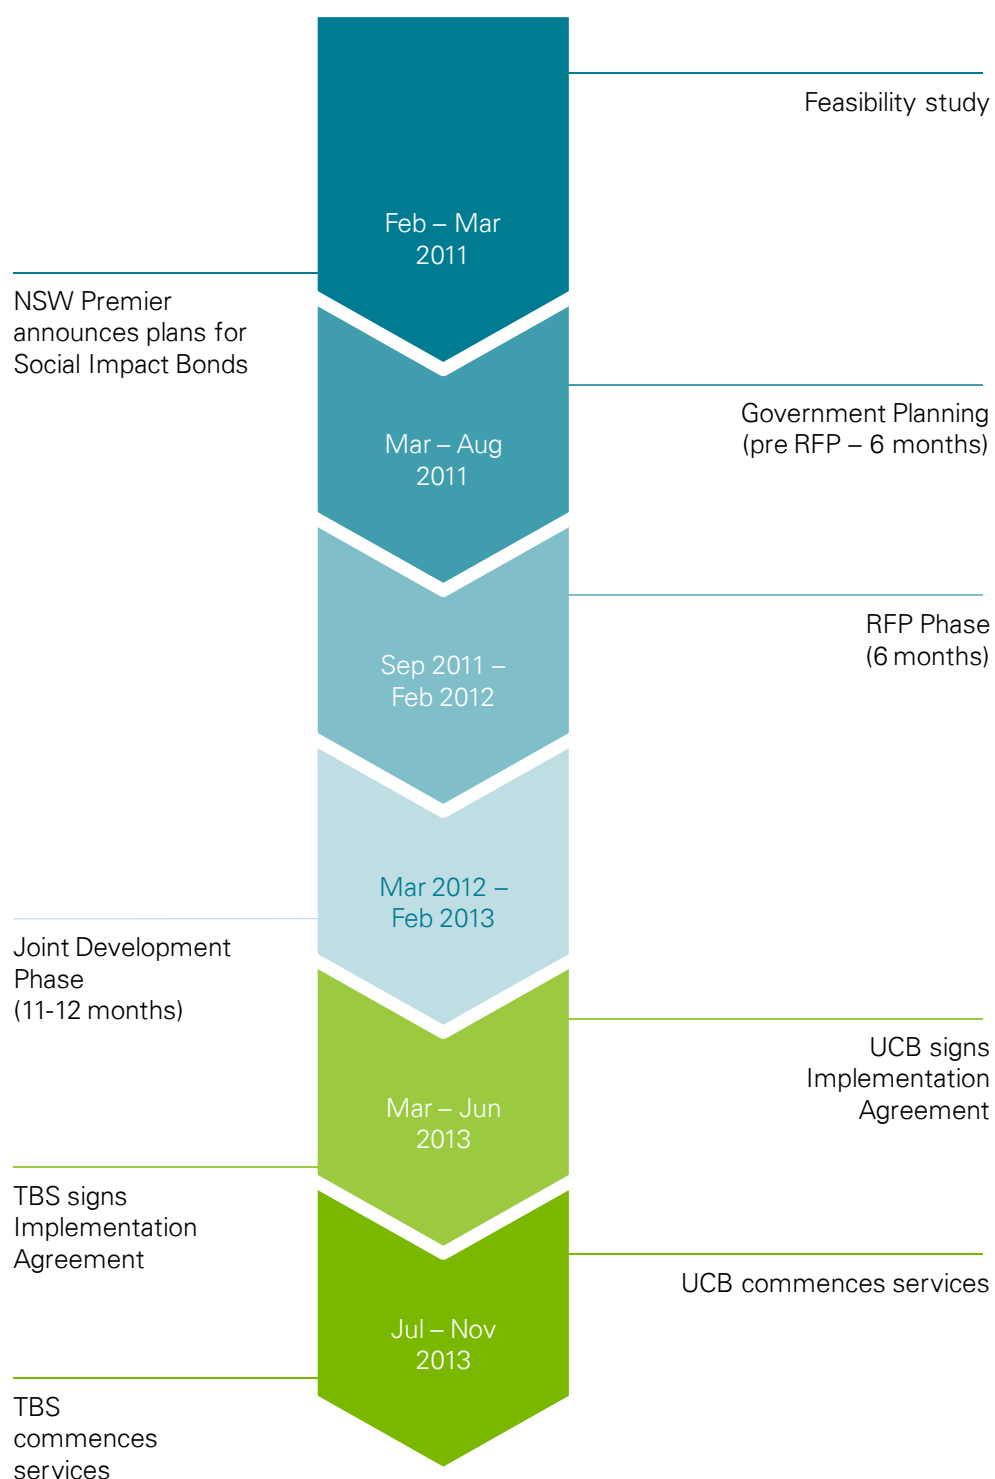 Feasibility study
Feb – Mar
2011
NSW Premier
announces plans for
Social Impact Bonds
Government Planning
(pre RFP – 6 months)
Mar – Aug
2011
RFP Phase
(6 months)
Sep 2011 –
Feb 2012
Mar 2012 –
Feb 2013
Joint Development
Phase
(11-12 months)
UCB signs
Implementation
Agreement
Mar – Jun
2013
TBS signs
Implementation
Agreement
UCB commences services
Jul – Nov
2013
TBS
commences
services